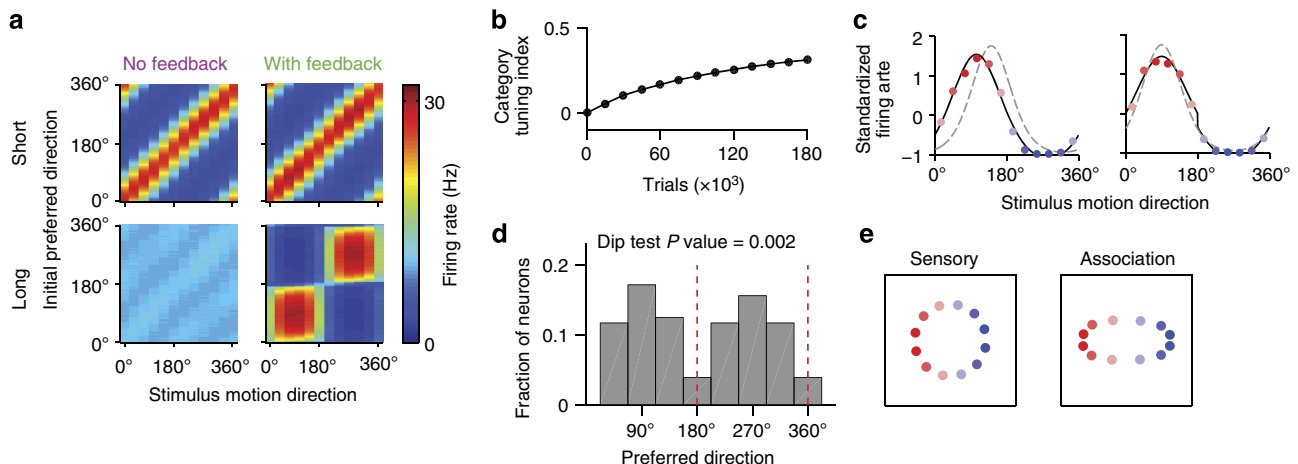 a
No feedback
With feedback
Short
Long
Initial preferred direction
360°
180°
0°
360°
180°
0°
0° 180° 360° 0° 180° 360°
Stimulus motion direction
30
0
Firing rate (Hz)
b
Category
tuning index
0.5
0
0 60 120 180
Trials (×10³)
c
Standardized
firing arte
2
1
0
−1
0° 180° 360° 0° 180° 360°
Stimulus motion direction
d
Dip test P value = 0.002
Fraction of neurons
0.2
0.1
0
90° 180° 270° 360°
Preferred direction
e
Sensory
Association